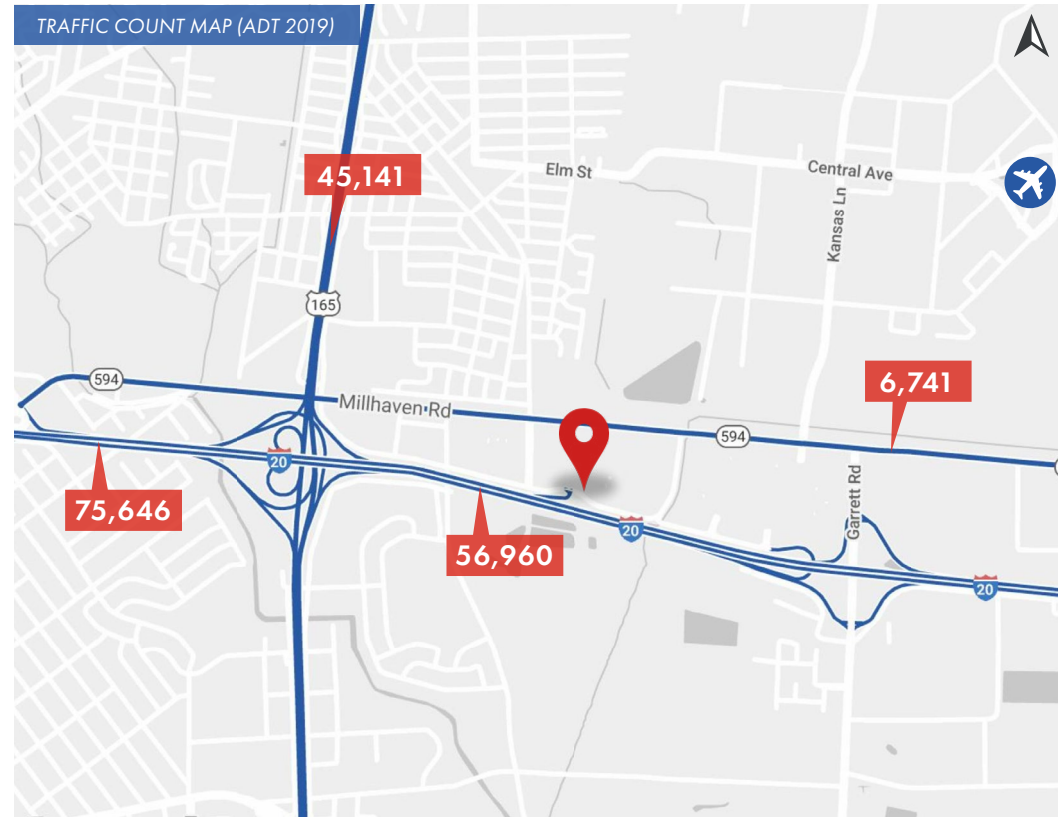 TRAFFIC COUNT MAP (ADT 2019)
45,141
Elm St
Central Ave
Kansas Ln
165
594
Millhaven Rd
6,741
594
20
75,646
56,960
20
Garrett Rd
20